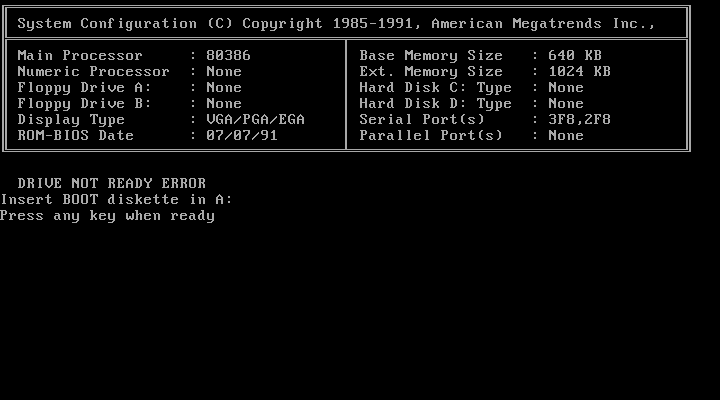 System Configuration (C) Copyright 1985-1991, American Megatrends Inc.,
Main Processor : 80386
Numeric Processor : None
Floppy Drive A: : None
Floppy Drive B: : None
Display Type : VGA/PGA/EGA
ROM-BIOS Date : 07/07/91
Base Memory Size : 640 KB
Ext. Memory Size : 1024 KB
Hard Disk C: Type : None
Hard Disk D: Type : None
Serial Port(s) : 3F8,2F8
Parallel Port(s) : None
DRIVE NOT READY ERROR
Insert BOOT diskette in A:
Press any key when ready